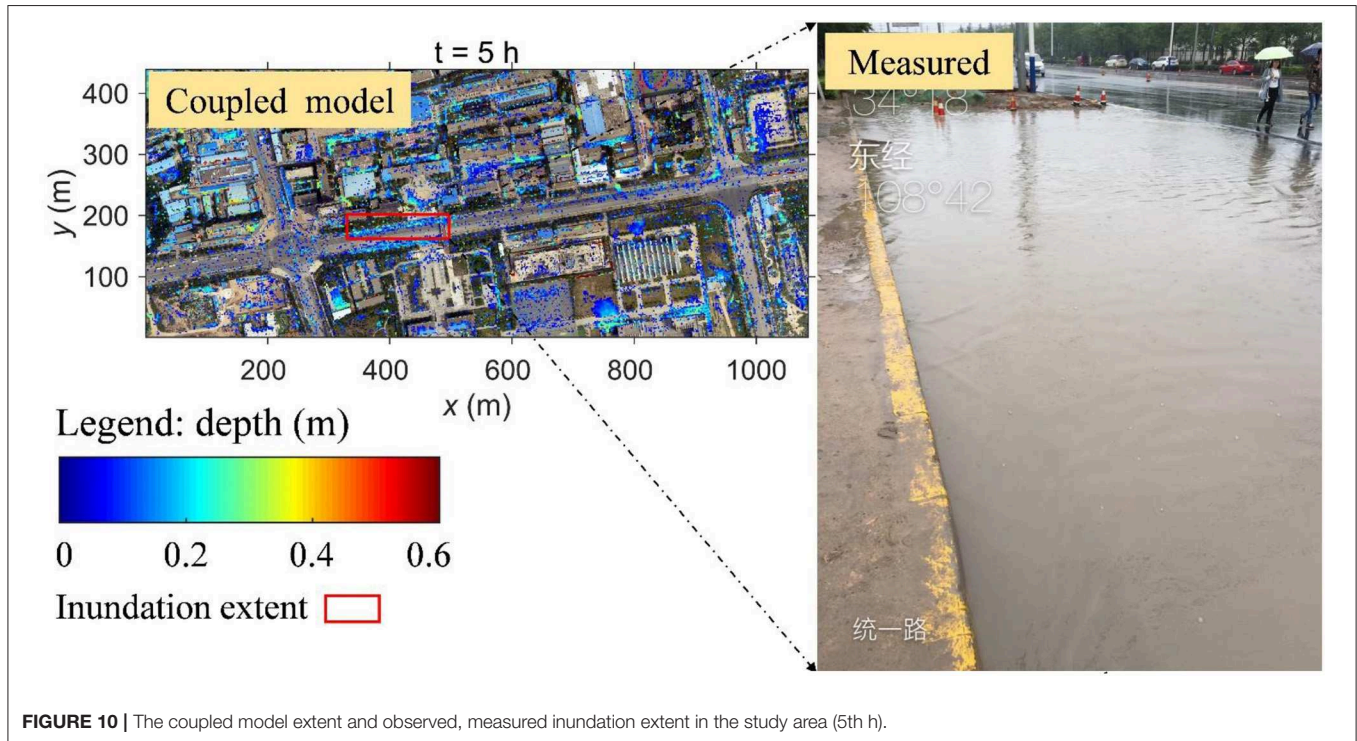 t = 5 h
Coupled model
400
300
200
100
y (m)
200
400
600
800
1000
x (m)
Legend: depth (m)
0
0.2
0.4
0.6
Inundation extent
Measured
34°18
东经
108°42
统一路
FIGURE 10 | The coupled model extent and observed, measured inundation extent in the study area (5th h).